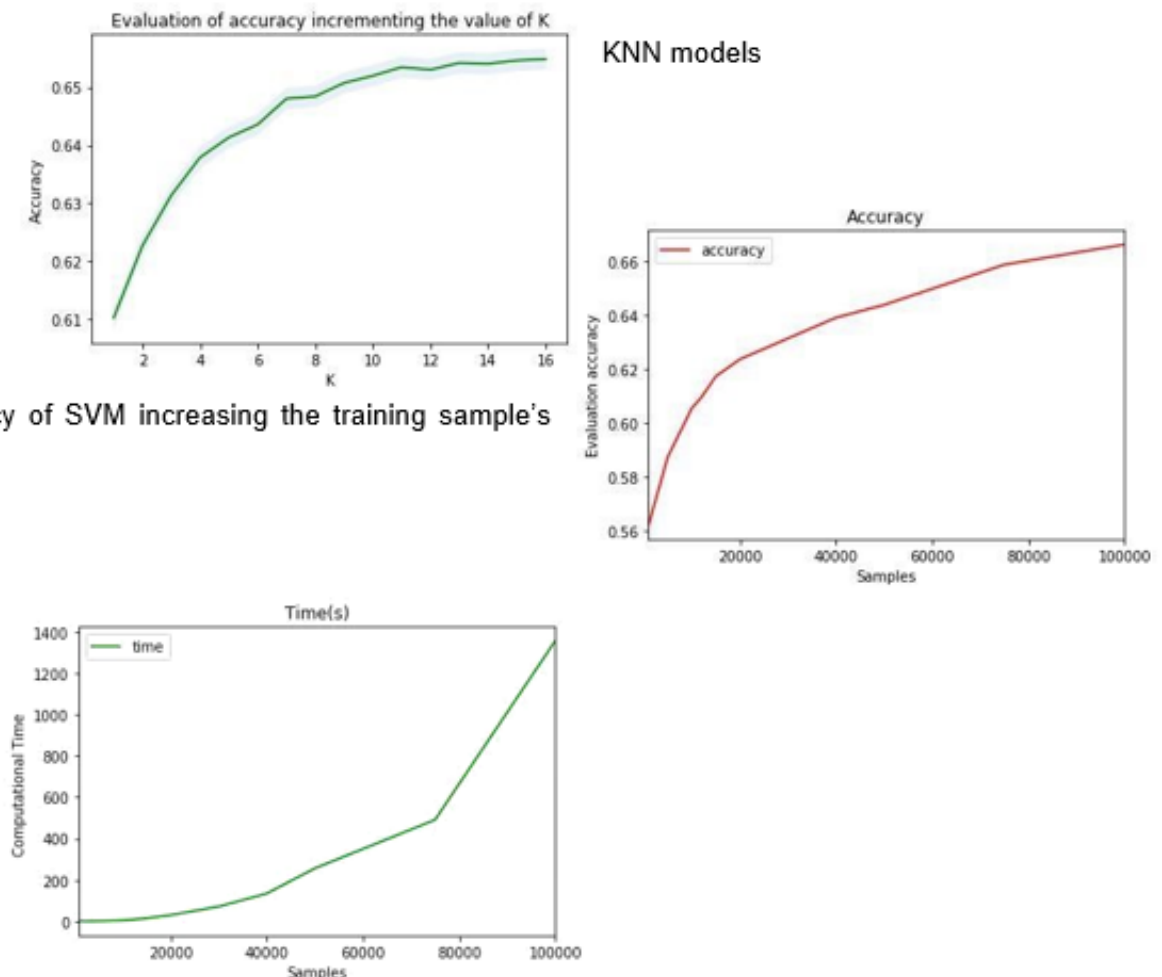 Evaluation of accuracy incrementing the value of K
KNN models
0.65
0.64
0.63
0.62
0.61
Accuracy
2 4 6 8 10 12 14 16
K
Accuracy
accuracy
0.66
0.64
0.62
0.60
0.58
0.56
Evaluation accuracy
20000 40000 60000 80000 100000
Samples
y of SVM increasing the training sample's
Time(s)
time
1400
1200
1000
800
600
400
200
0
Computational Time
20000 40000 60000 80000 100000
Samples